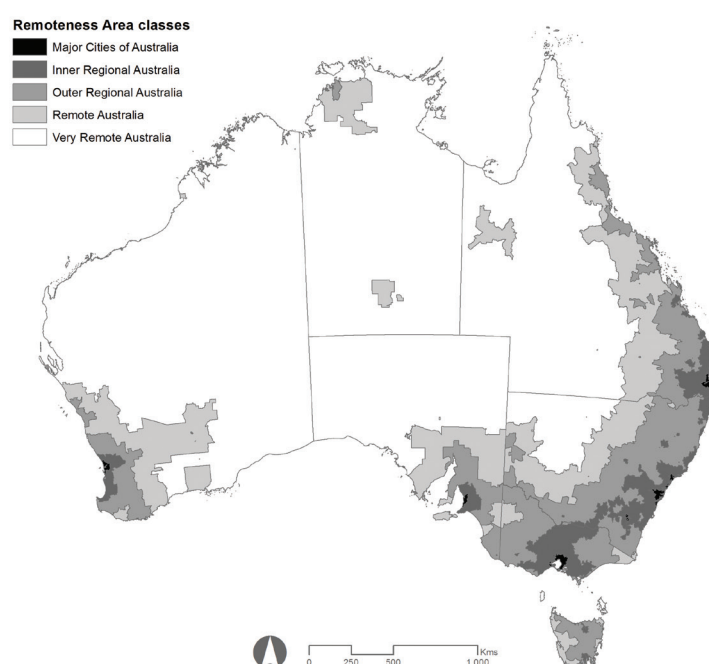 Remoteness Area classes
Major Cities of Australia
Inner Regional Australia
Outer Regional Australia
Remote Australia
Very Remote Australia
Kms
0 250 500 1,000